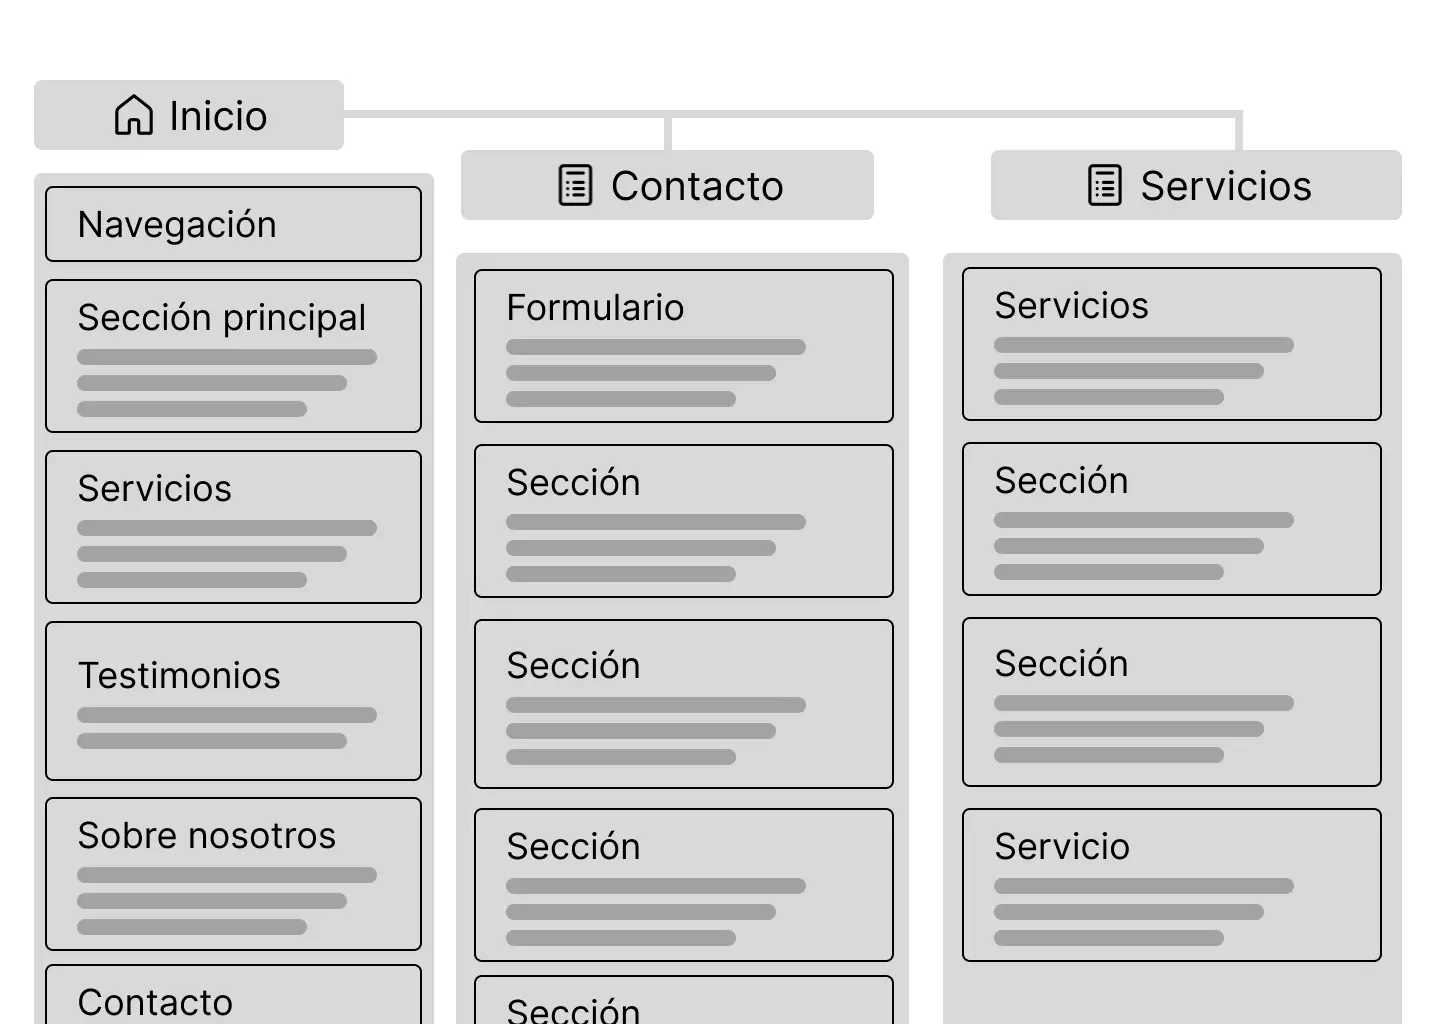 Inicio
Contacto
Servicios
Navegación
Sección principal
Servicios
Testimonios
Sobre nosotros
Contacto
Formulario
Sección
Sección
Sección
Sección
Servicios
Sección
Sección
Servicio